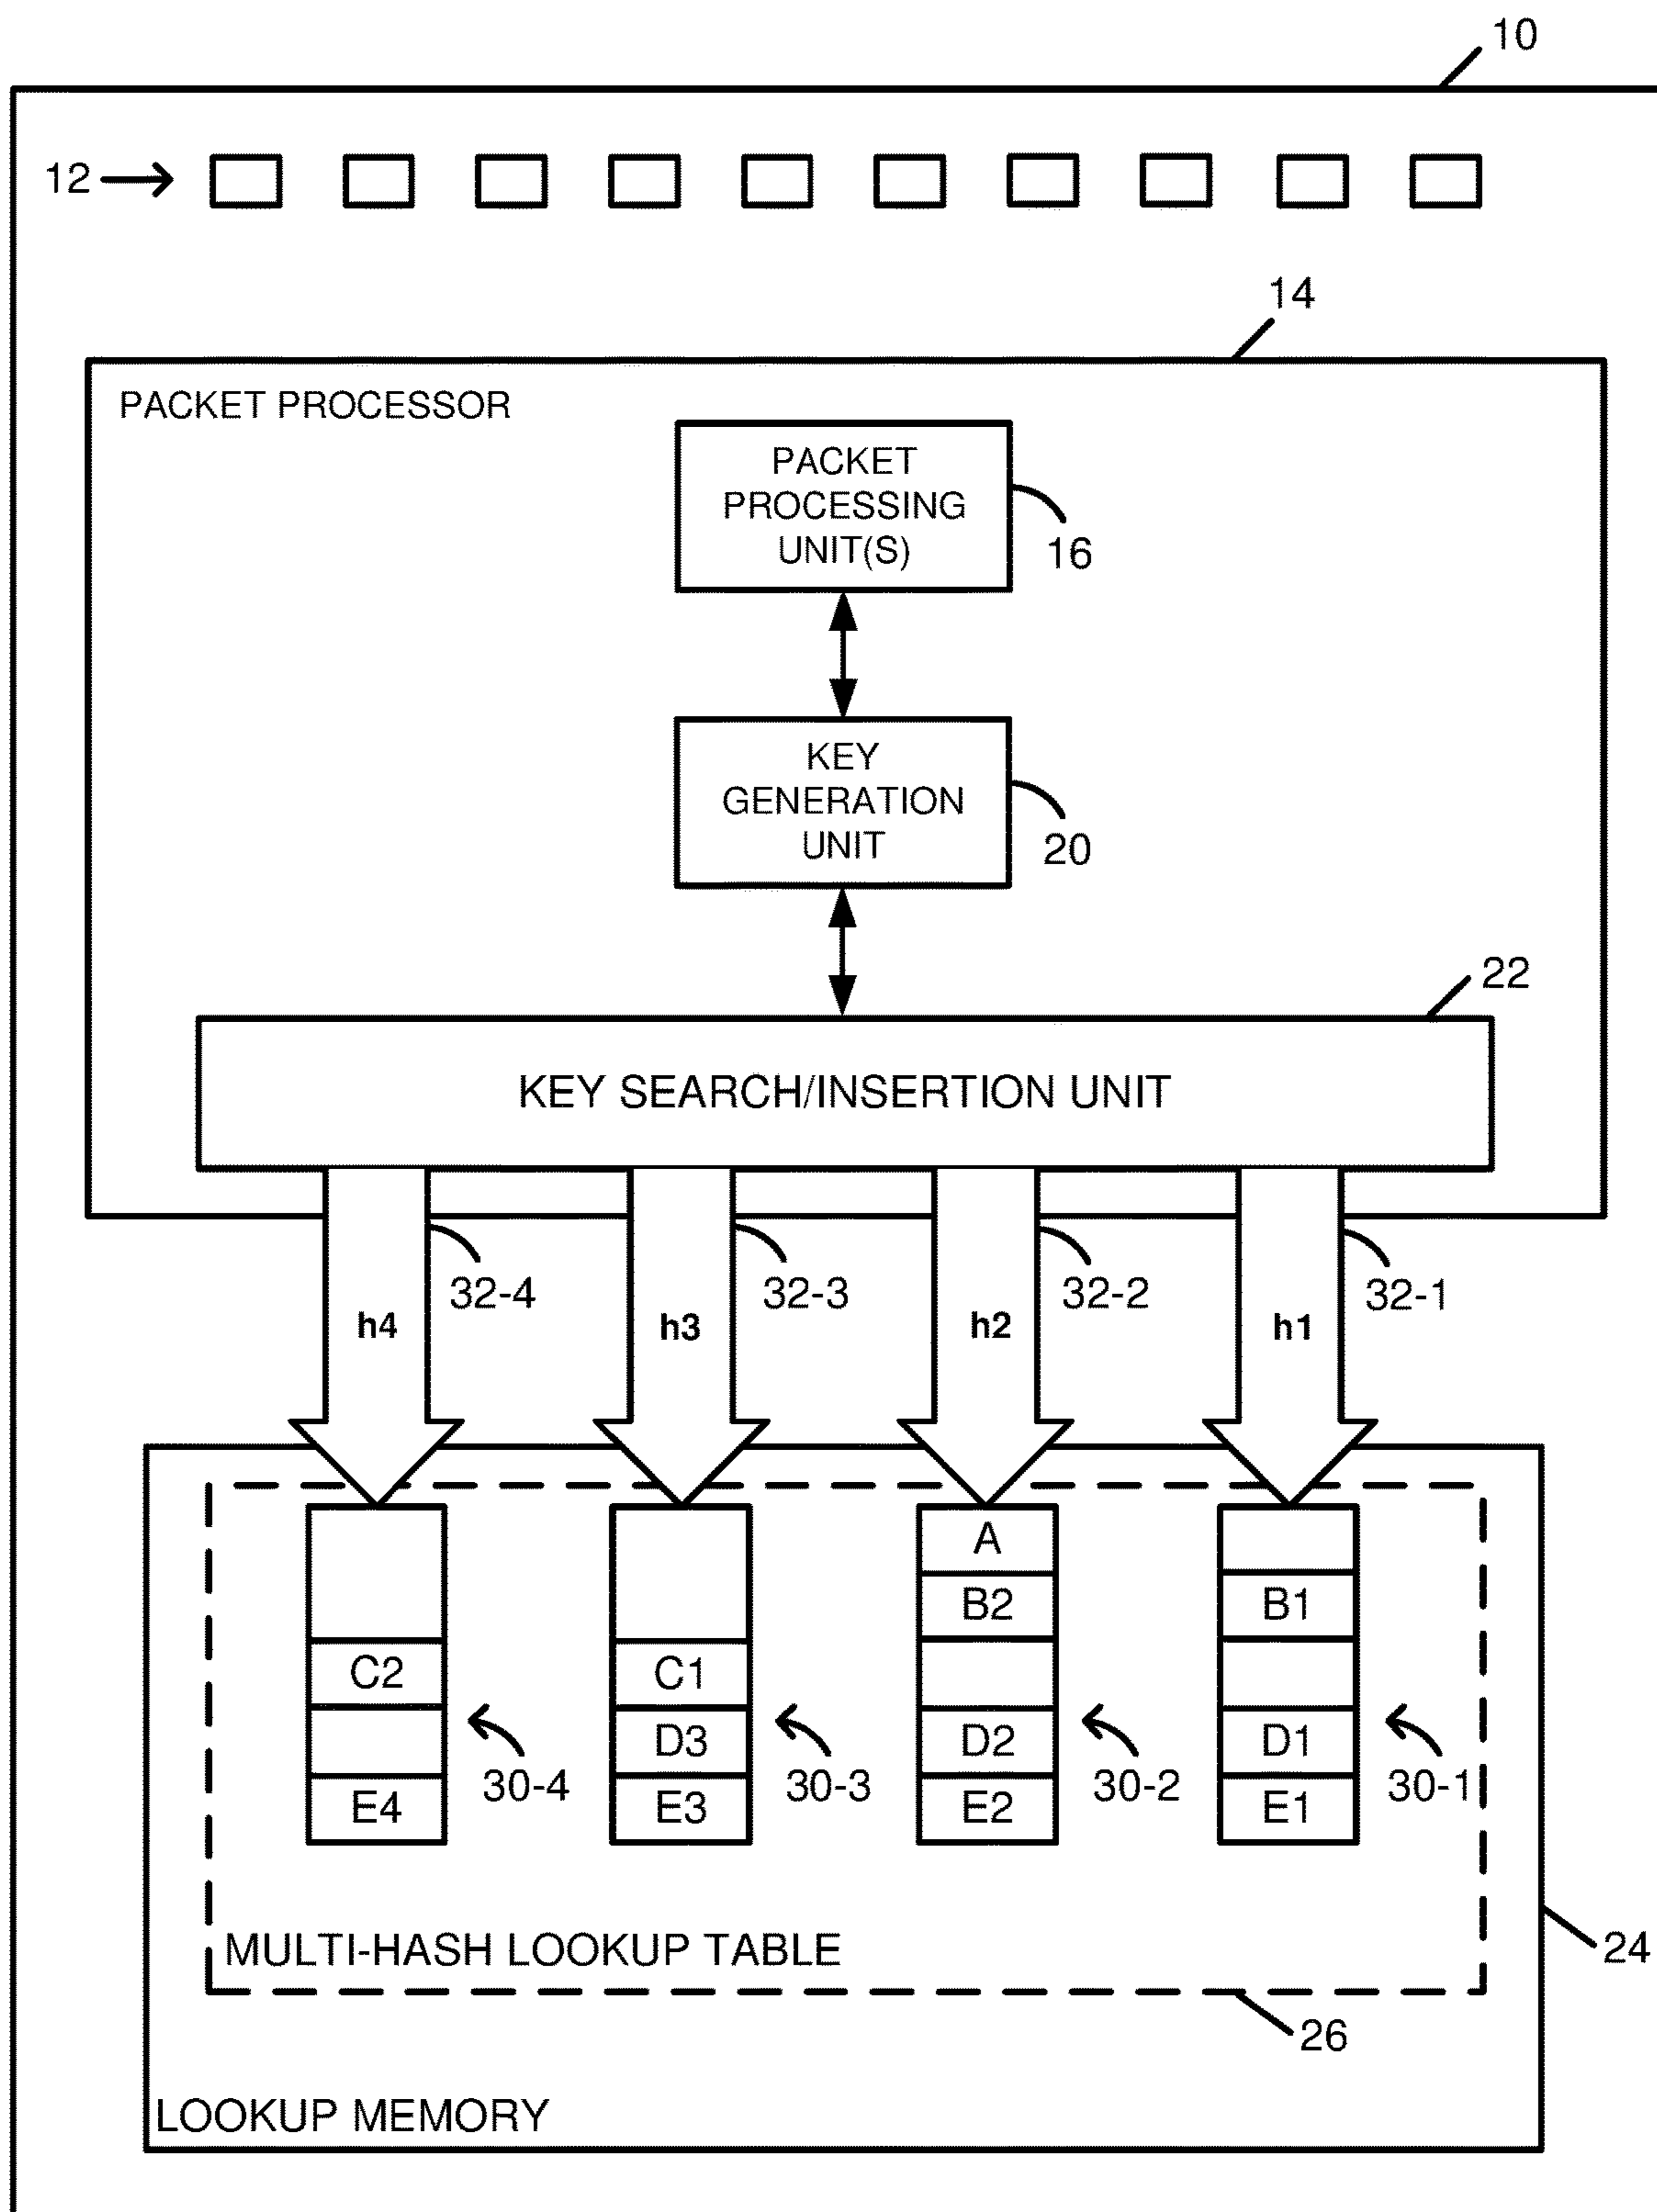 10
12
14
PACKET PROCESSOR
PACKET
PROCESSING
UNIT(S)
16
KEY
GENERATION
UNIT
20
22
KEY SEARCH/INSERTION UNIT
32-4
32-3
32-2
32-1
h4
h3
h2
h1
A
B2
B1
C2
C1
D3
D2
D1
30-4
30-3
30-2
30-1
E4
E3
E2
E1
MULTI-HASH LOOKUP TABLE
24
26
LOOKUP MEMORY